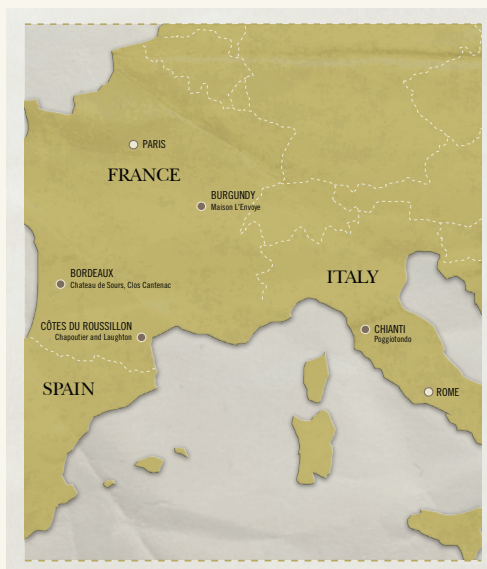 PARIS
FRANCE
BURGUNDY
Maison L'Envoye
BORDEAUX
Chateau de Sours, Clos Cantenac
ITALY
CÔTES DU ROUSSILLON
Chapoutier and Laughton
CHIANTI
Poggiotondo
SPAIN
ROME